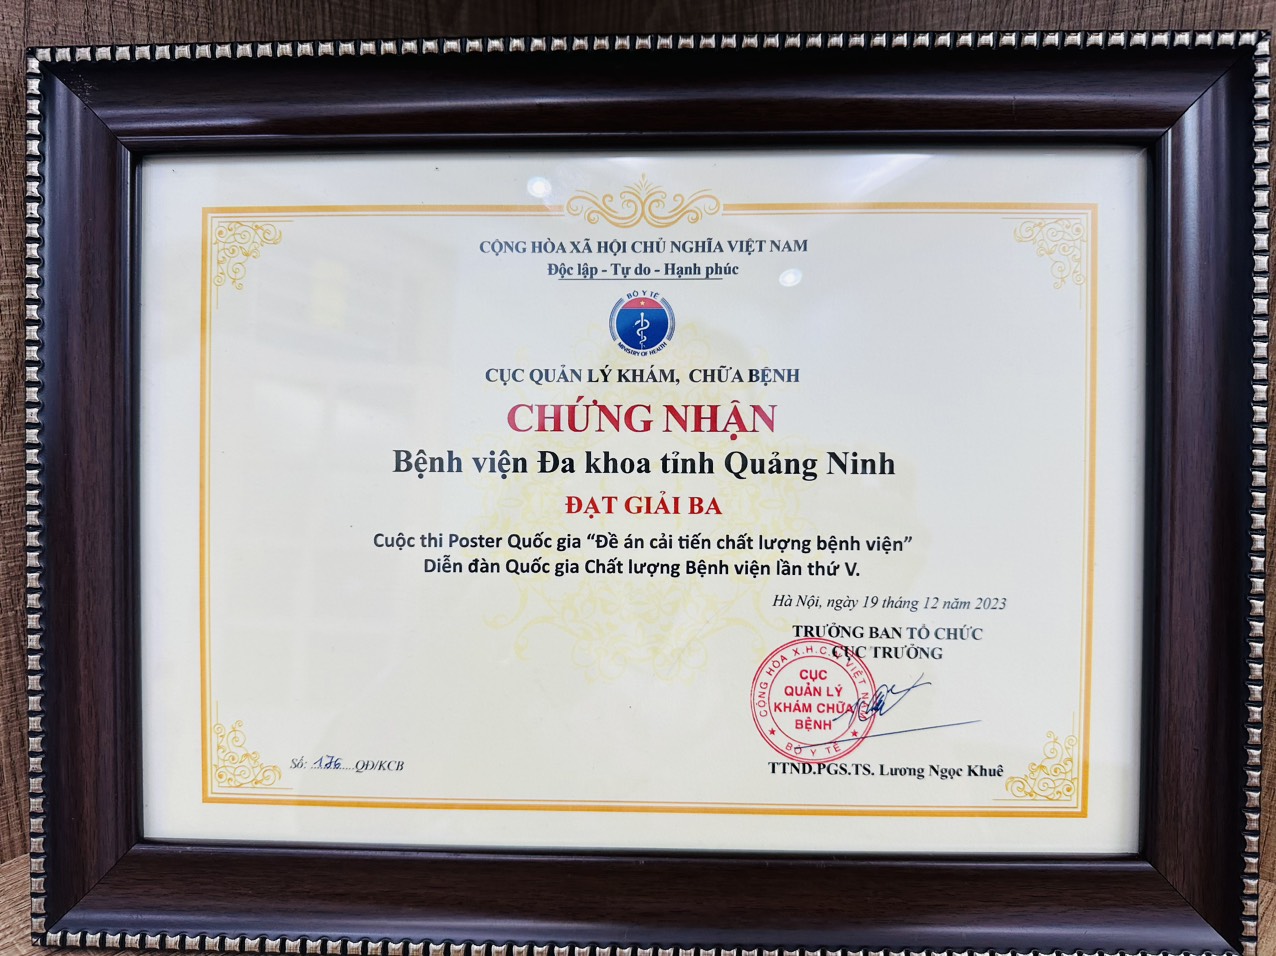 CỘNG HÒA XÃ HỘI CHỦ NGHĨA VIỆT NAM
Độc lập - Tự do - Hạnh phúc
BỘ Y TẾ
MINISTRY OF HEALTH
CỤC QUẢN LÝ KHÁM, CHỮA BỆNH
CHỨNG NHẬN
Bệnh viện Đa khoa tỉnh Quảng Ninh
ĐẠT GIẢI BA
Cuộc thi Poster Quốc gia “Đề án cải tiến chất lượng bệnh viện”
Diễn đàn Quốc gia Chất lượng Bệnh viện lần thứ V.
Hà Nội, ngày 19 tháng 12 năm 2023
TRƯỞNG BAN TỔ CHỨC
CỤC TRƯỞNG
CỘNG HÒA X.H.C.N VIỆT NAM
CỤC
QUẢN LÝ
KHÁM CHỮA
BỆNH
BỘ Y TẾ
TTND.PGS.TS. Lương Ngọc Khuê
Số: 176 QĐ/KCB